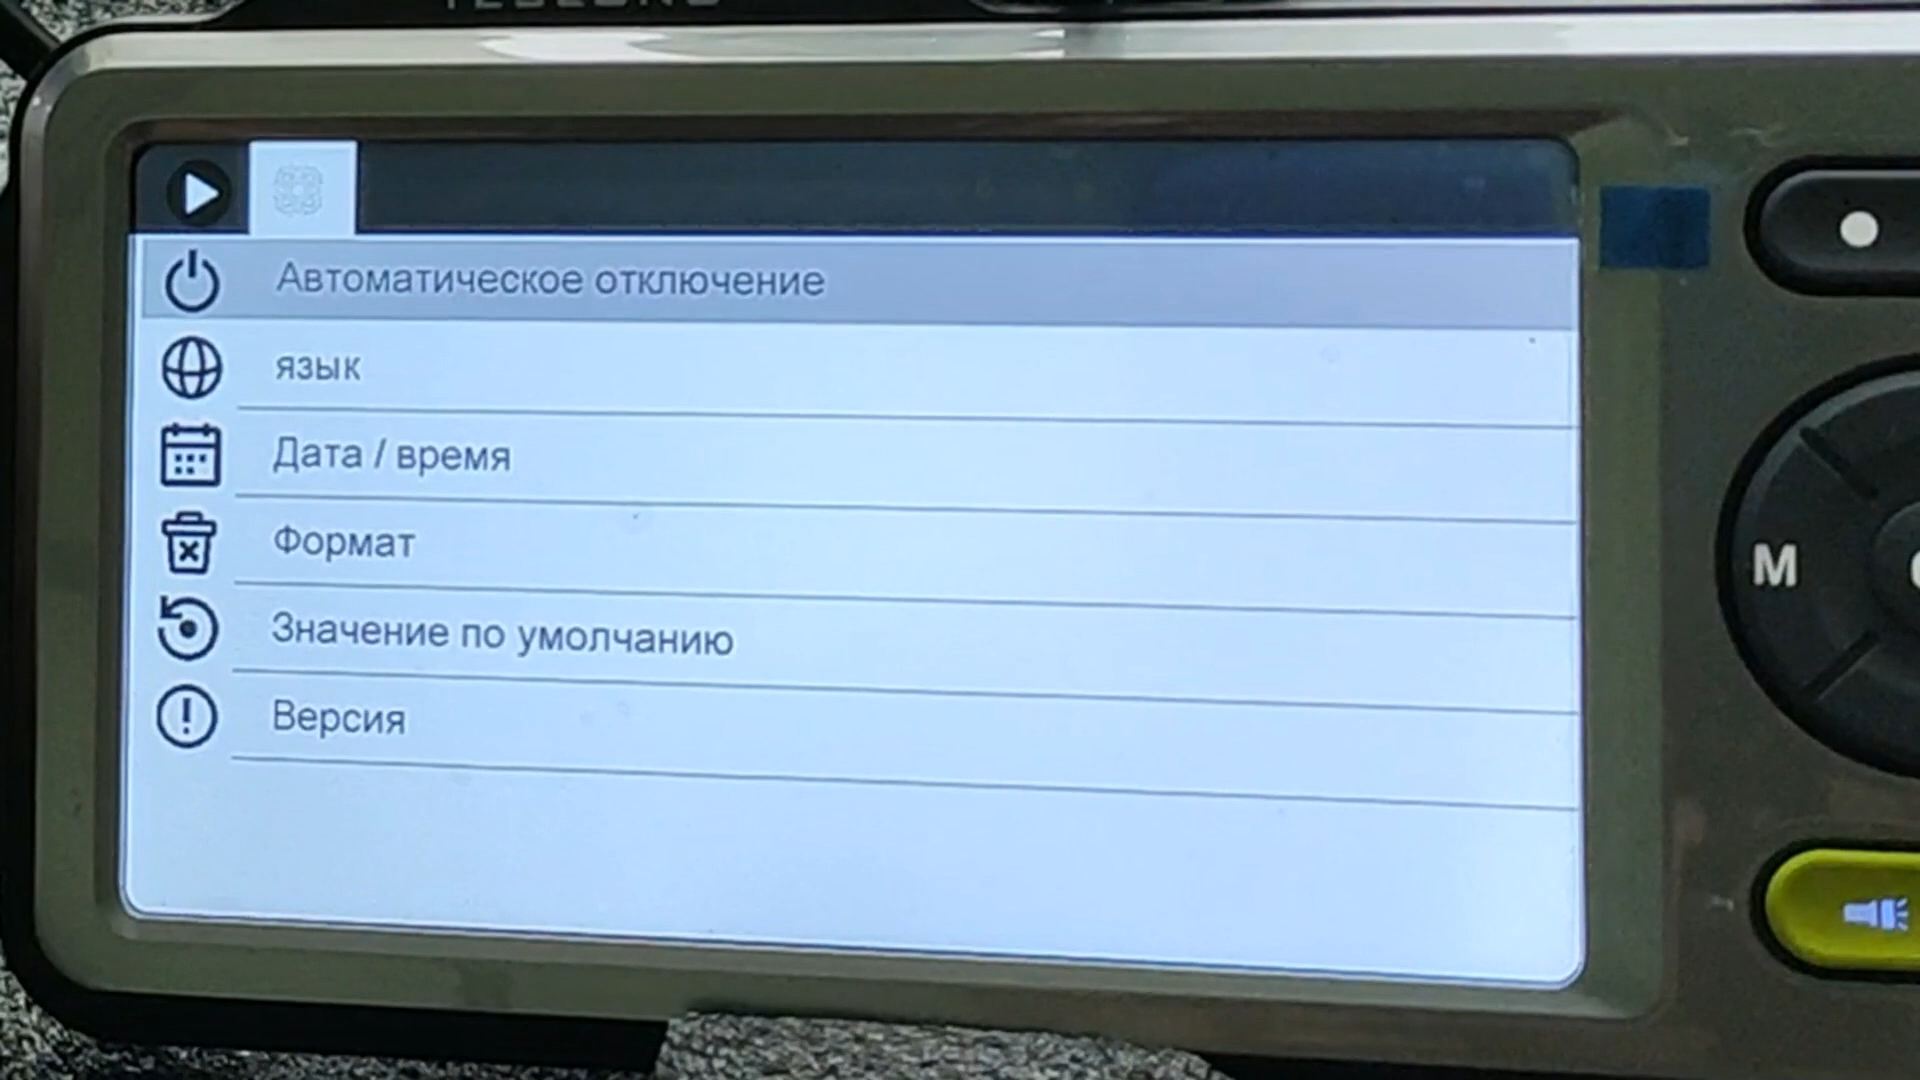 Автоматическое отключение
язык
Дата / время
Формат
Значение по умолчанию
Версия
M